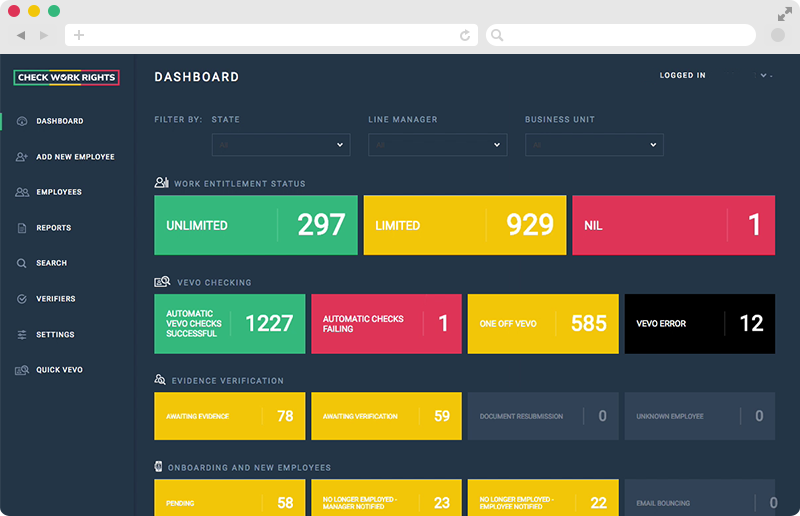 CHECK WORK RIGHTS
DASHBOARD
LOGGED IN
DASHBOARD
ADD NEW EMPLOYEE
EMPLOYEES
REPORTS
SEARCH
VERIFIERS
SETTINGS
QUICK VEVO
FILTER BY: STATE LINE MANAGER BUSINESS UNIT
All All
WORK ENTITLEMENT STATUS
UNLIMITED 297
LIMITED 929
NIL 1
VEVO CHECKING
AUTOMATIC
VEVO CHECKS
SUCCESSFUL
1227
AUTOMATIC CHECKS
FAILING
1
ONE OFF VEVO 585
VEVO ERROR 12
EVIDENCE VERIFICATION
AWAITING EVIDENCE 78
AWAITING VERIFICATION 59
DOCUMENT RESUBMISSION 0
UNKNOWN EMPLOYEE 0
ONBOARDING AND NEW EMPLOYEES
PENDING 58
NO LONGER EMPLOYED -
MANAGER NOTIFIED
23
NO LONGER EMPLOYED -
EMPLOYEE NOTIFIED
22
EMAIL BOUNCING 0